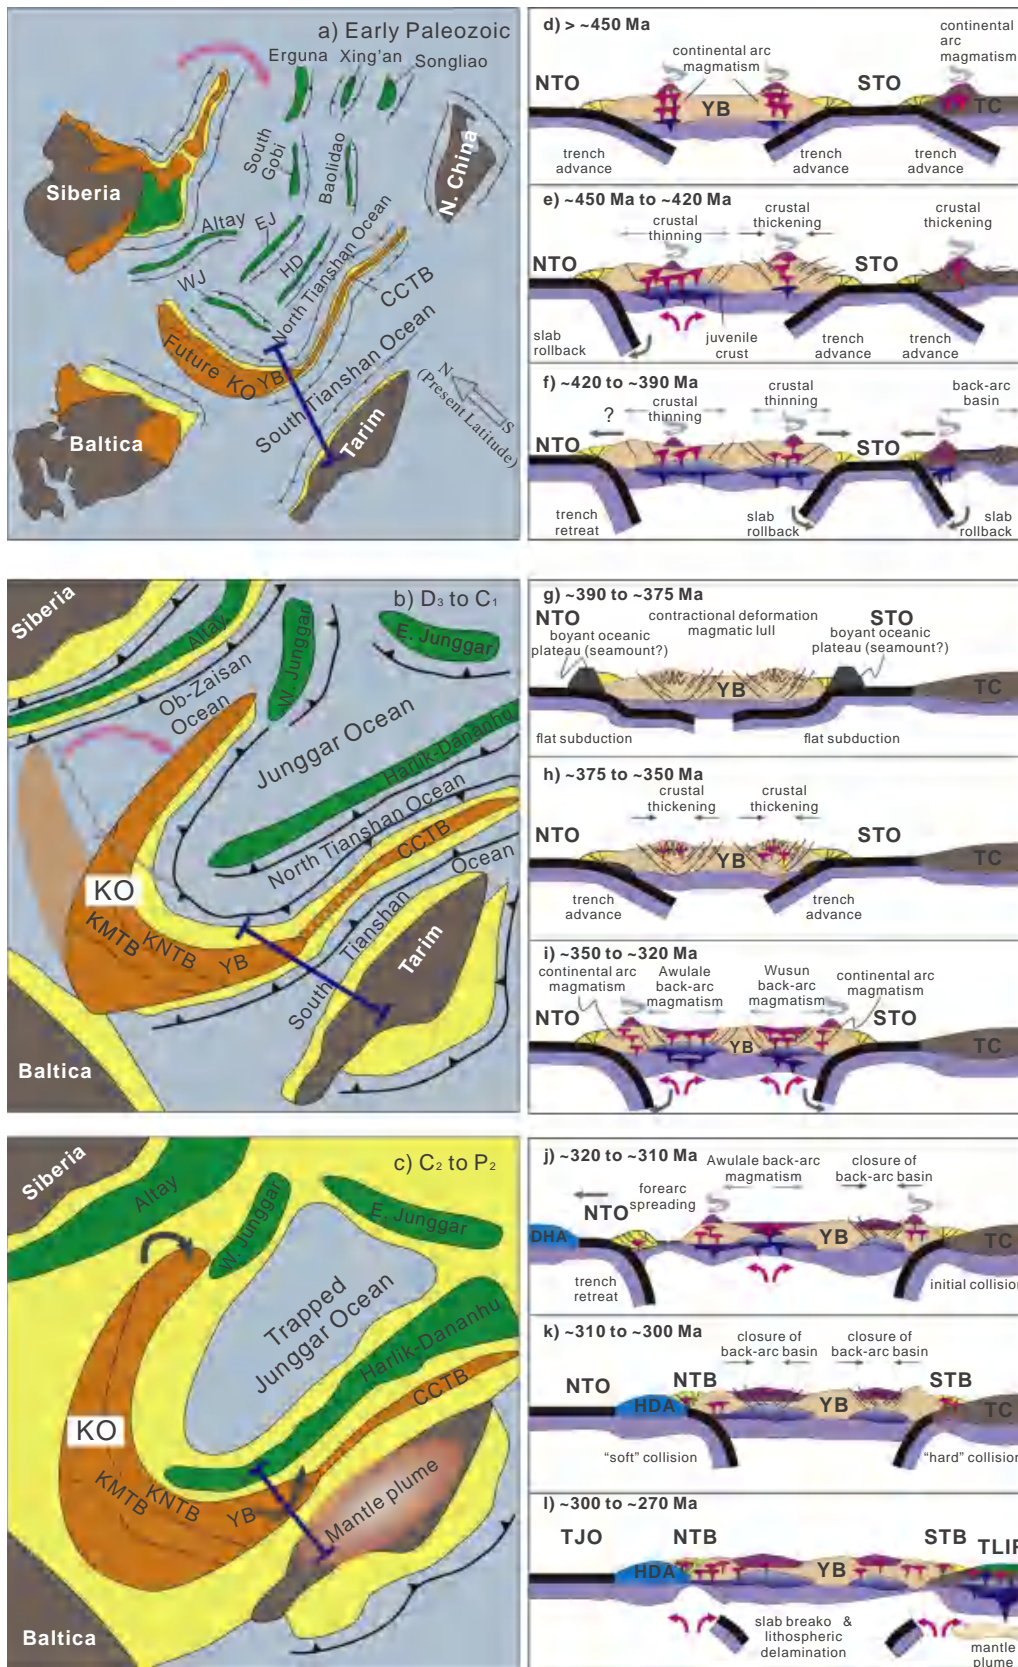 a) Early Paleozoic
Erguna
Xing'an
Songliao
South
Gobi
Baolidao
N. China
Siberia
Altay
EJ
WJ
HD
North Tianshan Ocean
CCTB
Future KO YB
South Tianshan Ocean
N
S
(Present Latitude)
Baltica
Tarim
b) D₃ to C₁
Siberia
Altay
W. Junggar
E. Junggar
Ob-Zaisan
Ocean
Junggar Ocean
Harlik-Dananhu
North Tianshan Ocean
CCTB
KO
KMTB
KNTB
YB
South Tianshan Ocean
Tarim
Baltica
c) C₂ to P₂
Siberia
Altay
W. Junggar
E. Junggar
Trapped
Junggar Ocean
Harlik-Dananhu
CCTB
KO
KMTB
KNTB
YB
Mantle plume
Baltica
d) > ~450 Ma
continental arc
magmatism
continental
arc
magmatism
NTO
STO
YB
TC
trench
advance
trench
advance
trench
advance
e) ~450 Ma to ~420 Ma
crustal
thinning
crustal
thickening
crustal
thickening
NTO
STO
slab
rollback
juvenile
crust
trench
advance
trench
advance
f) ~420 to ~390 Ma
?
crustal
thinning
crustal
thinning
back-arc
basin
NTO
STO
trench
retreat
slab
rollback
slab
rollback
g) ~390 to ~375 Ma
NTO
contractional deformation
magmatic lull
STO
boyant oceanic
plateau (seamount?)
boyant oceanic
plateau (seamount?)
YB
TC
flat subduction
flat subduction
h) ~375 to ~350 Ma
crustal
thickening
crustal
thickening
NTO
STO
YB
TC
trench
advance
trench
advance
i) ~350 to ~320 Ma
continental arc
magmatism
Awulale
back-arc
magmatism
Wusun
back-arc
magmatism
continental arc
magmatism
NTO
STO
YB
TC
j) ~320 to ~310 Ma
Awulale back-arc
magmatism
closure of
back-arc basin
forearc
spreading
NTO
DHA
YB
TC
trench
retreat
initial collision
k) ~310 to ~300 Ma
closure of
back-arc basin
closure of
back-arc basin
NTO
NTB
STB
HDA
YB
TC
"soft" collision
"hard" collision
l) ~300 to ~270 Ma
TJO
NTB
STB
TLIP
HDA
YB
slab breako &
lithospheric
delamination
mantle
plume